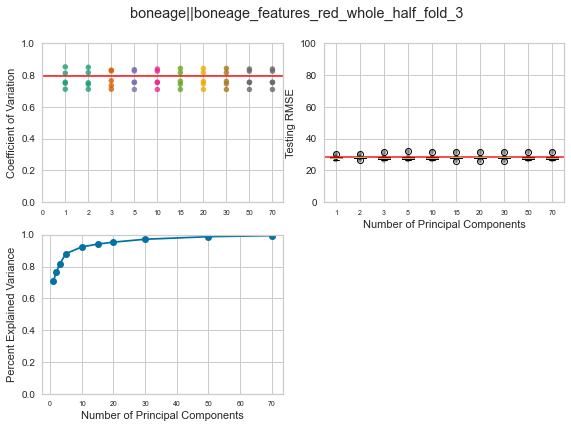 boneage||boneage_features_red_whole_half_fold_3
Coefficient of Variation
1.0
0.8
0.6
0.4
0.2
0.0
0 1 2 3 5 10 15 20 30 50 70
Testing RMSE
100
80
60
40
20
0
1 2 3 5 10 15 20 30 50 70
Number of Principal Components
Percent Explained Variance
1.0
0.8
0.6
0.4
0.2
0.0
0 10 20 30 40 50 60 70
Number of Principal Components